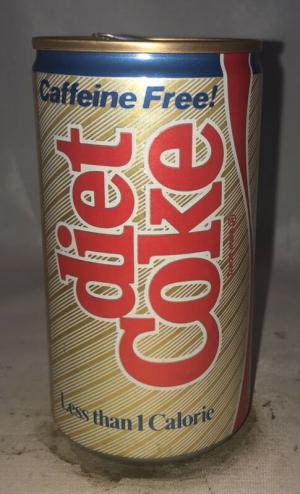 Caffeine Free!
diet
Coke
Less than 1 Calorie